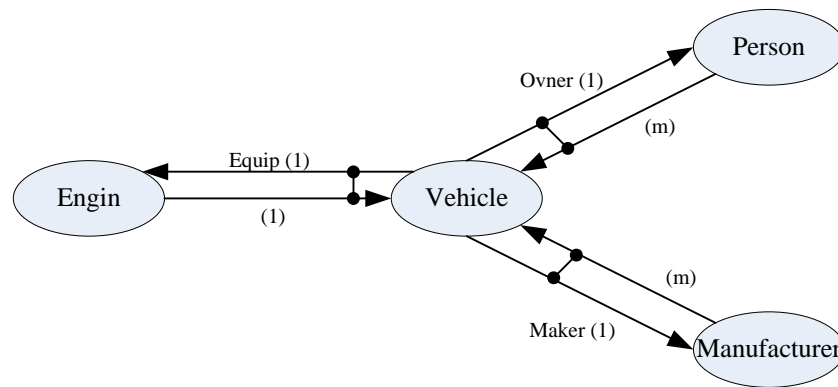 Person
Ovner (1)
(m)
Equip (1)
Engin
Vehicle
(1)
(m)
Maker (1)
Manufacturer